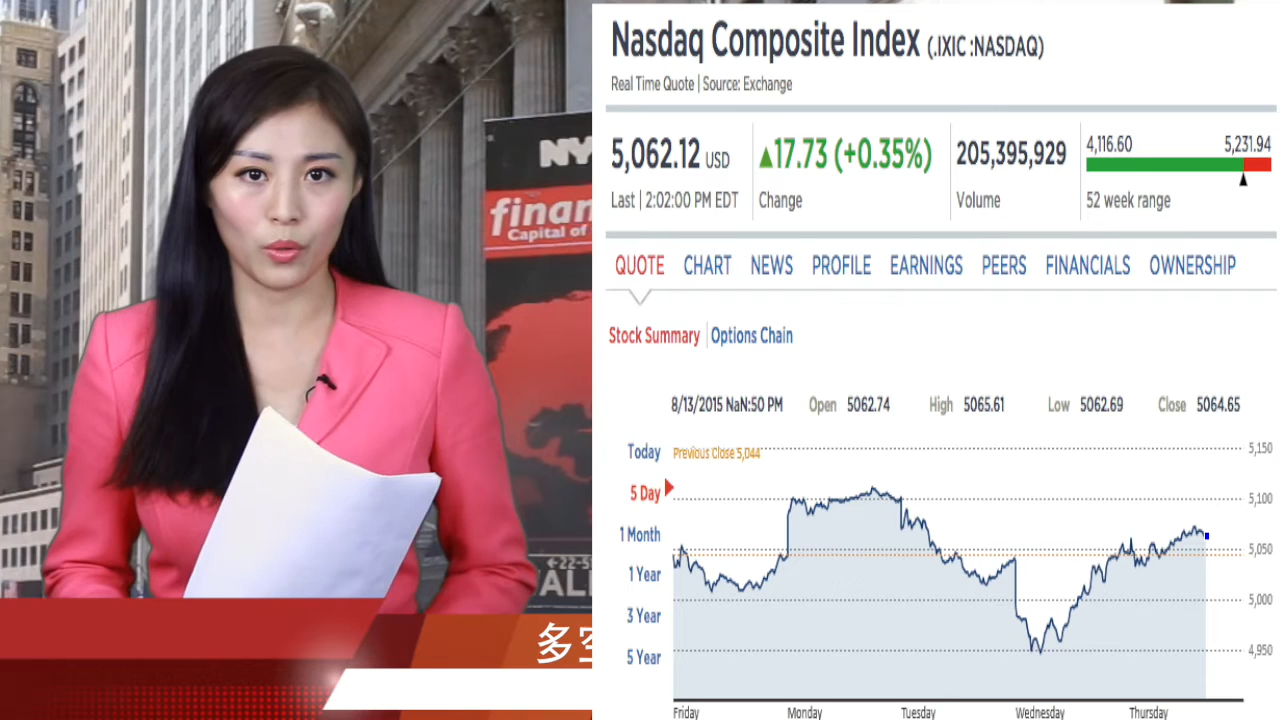 NY
finan
Capital of
多空
Nasdaq Composite Index (.IXIC :NASDAQ)
Real Time Quote | Source: Exchange
5,062.12 USD
Last | 2:02:00 PM EDT
17.73 (+0.35%)
Change
205,395,929
Volume
4,116.60 5,231.94
52 week range
QUOTE CHART NEWS PROFILE EARNINGS PEERS FINANCIALS OWNERSHIP
Stock Summary | Options Chain
8/13/2015 NaN:50 PM Open 5062.74 High 5065.61 Low 5062.69 Close 5064.65
Today
5 Day
1 Month
1 Year
3 Year
5 Year
Previous Close 5,044
5,150
5,100
5,050
5,000
4,950
Friday Monday Tuesday Wednesday Thursday